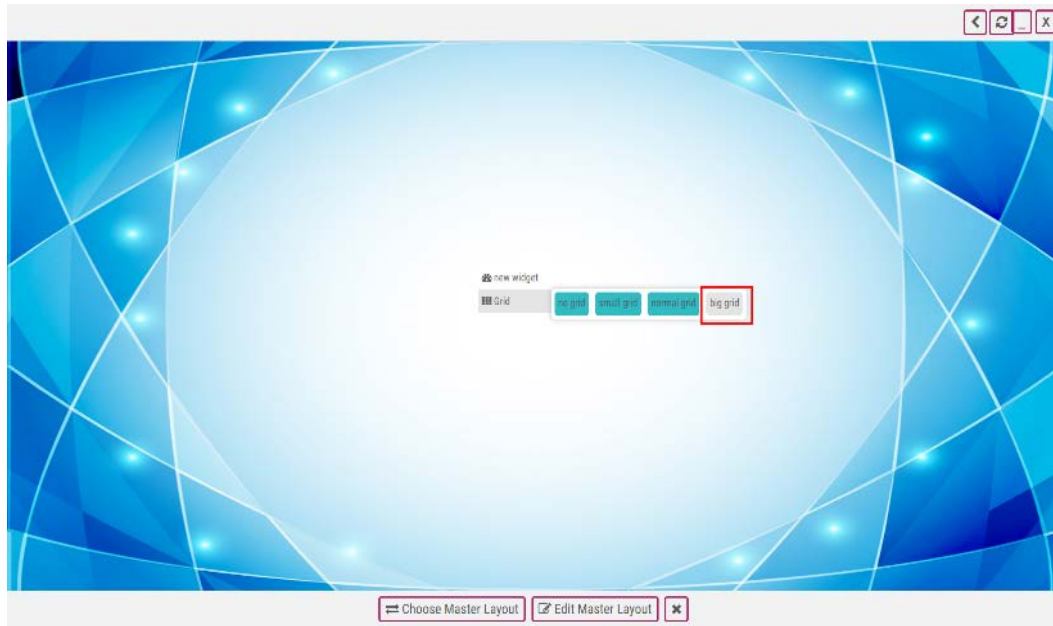 _ X
new widget
Grid no grid small grid normal grid big grid
Choose Master Layout Edit Master Layout